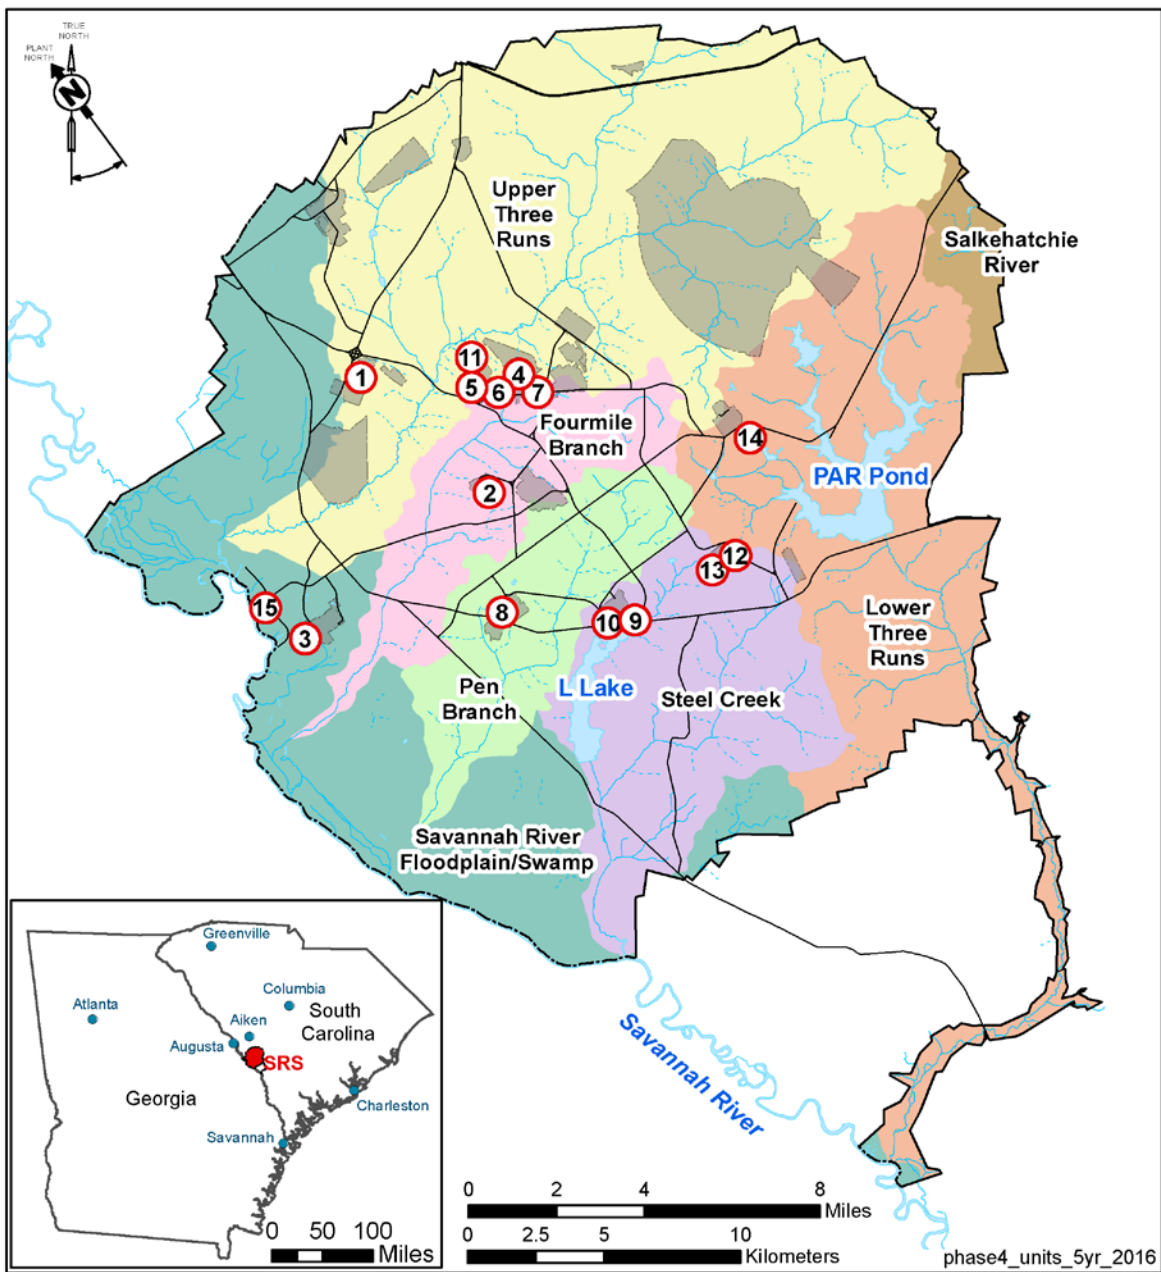 TRUE
NORTH
PLANT
NORTH
N
Upper
Three
Runs
Salkehatchie
River
11
4
1
5
6
7
Fourmile
Branch
14
PAR Pond
2
12
13
15
8
10
9
3
Lower
Three
Runs
Pen
Branch
L Lake
Steel Creek
Savannah River
Floodplain/Swamp
Savannah River
Greenville
Columbia
Atlanta
South
Carolina
Aiken
Augusta
SRS
Georgia
Charleston
Savannah
0 50 100
Miles
0 2 4 8
Miles
0 2.5 5 10
Kilometers
phase4_units_5yr_2016